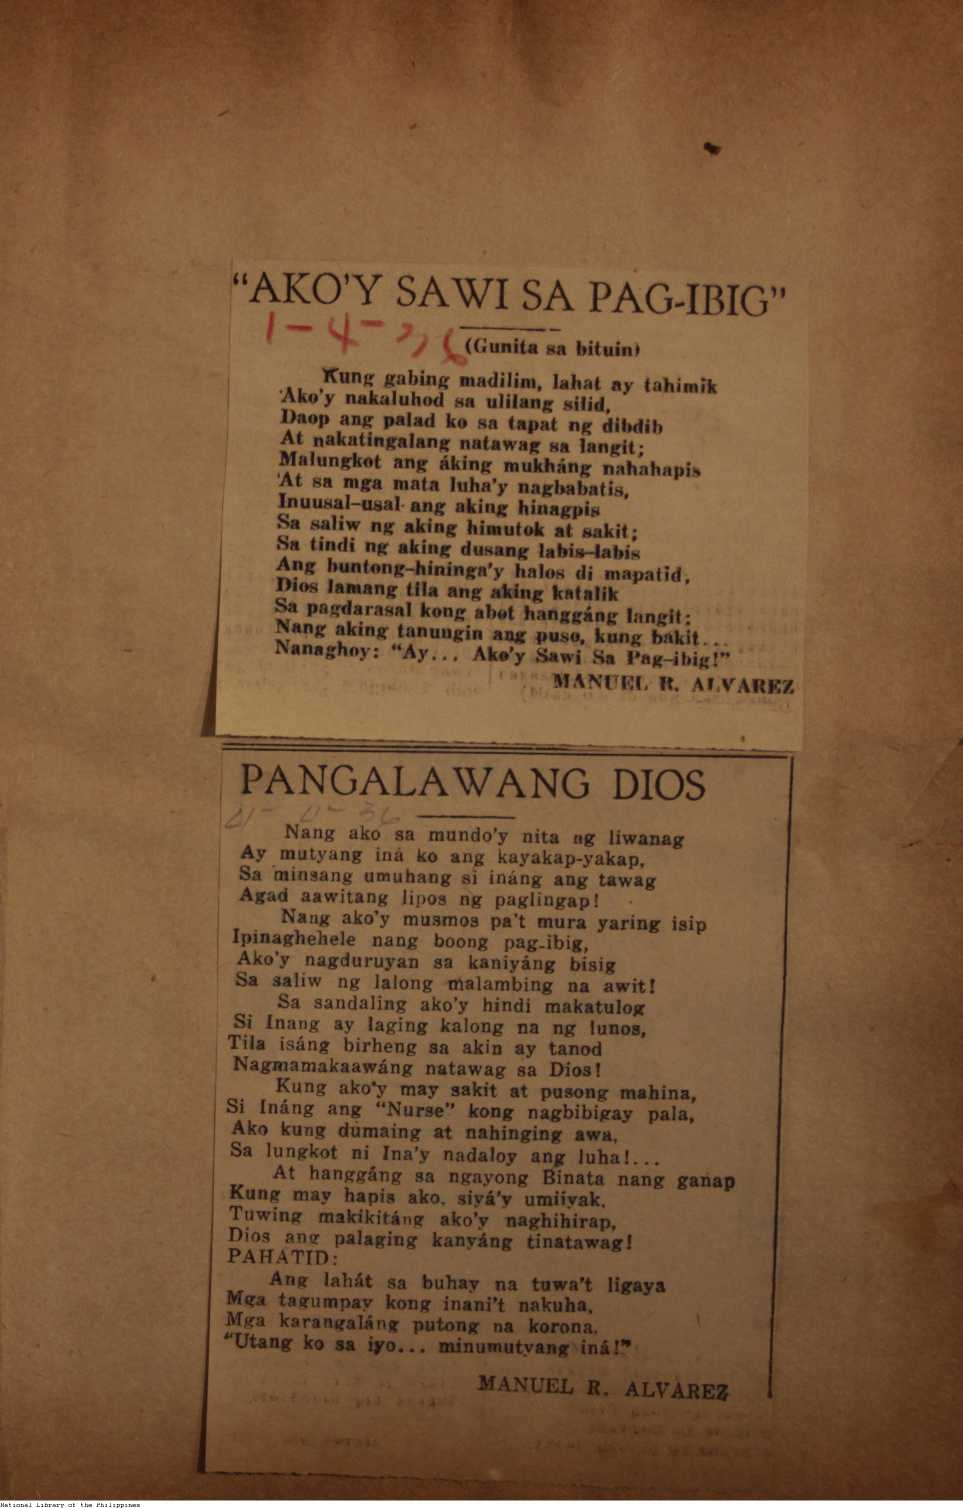 “AKO’Y SAWI SA PAG-IBIG”
1-4-36
(Gunita sa bituin)
Kung gabing madilim, lahat ay tahimik
Ako’y nakaluhod sa ulilang silid,
Daop ang palad ko sa tapat ng dibdib
At nakatingalang natawag sa langit;
Malungkot ang áking mukháng nahahapis
At sa mga mata luha’y nagbabatis,
Inuusal-usal ang aking hinagpis
Sa saliw ng aking himutok at sakit;
Sa tindi ng aking dusang labis-labis
Ang buntong-hininga’y halos di mapatid,
Dios lamang tila ang aking katalik
Sa pagdarasal kong abot hanggáng langit;
Nang aking tanungin ang puso, kung bakit...
Nanaghoy: “Ay... Ako’y Sawi Sa Pag-ibig!”
MANUEL R. ALVAREZ
PANGALAWANG DIOS
36
Nang ako sa mundo’y nita ng liwanag
Ay mutyang iná ko ang kayakap-yakap,
Sa minsang umuhang si ináng ang tawag
Agad aawitang lipos ng paglingap!
Nang ako’y musmos pa’t mura yaring isip
Ipinaghehele nang boong pag-ibig,
Ako’y nagduruyan sa kaniyáng bisig
Sa saliw ng lalong malambing na awit!
Sa sandaling ako’y hindi makatulog
Si Inang ay laging kalong na ng lunos,
Tila isáng birheng sa akin ay tanod
Nagmamakaawáng natawag sa Dios!
Kung ako‘y may sakit at pusong mahina,
Si Ináng ang “Nurse” kong nagbibigay pala,
Ako kung dumaing at nahinging awa,
Sa lungkot ni Ina’y nadaloy ang luha!...
At hanggáng sa ngayong Binata nang ganap
Kung may hapis ako, siyá’y umiiyak,
Tuwing makikitáng ako’y naghihirap,
Dios ang palaging kanyáng tinatawag!
PAHATID:
Ang lahát sa buhay na tuwa’t ligaya
Mga tagumpay kong inani’t nakuha,
Mga karangaláng putong na korona,
“Utang ko sa iyo... minumutyang iná!”
MANUEL R. ALVAREZ
National Library of the Philippines